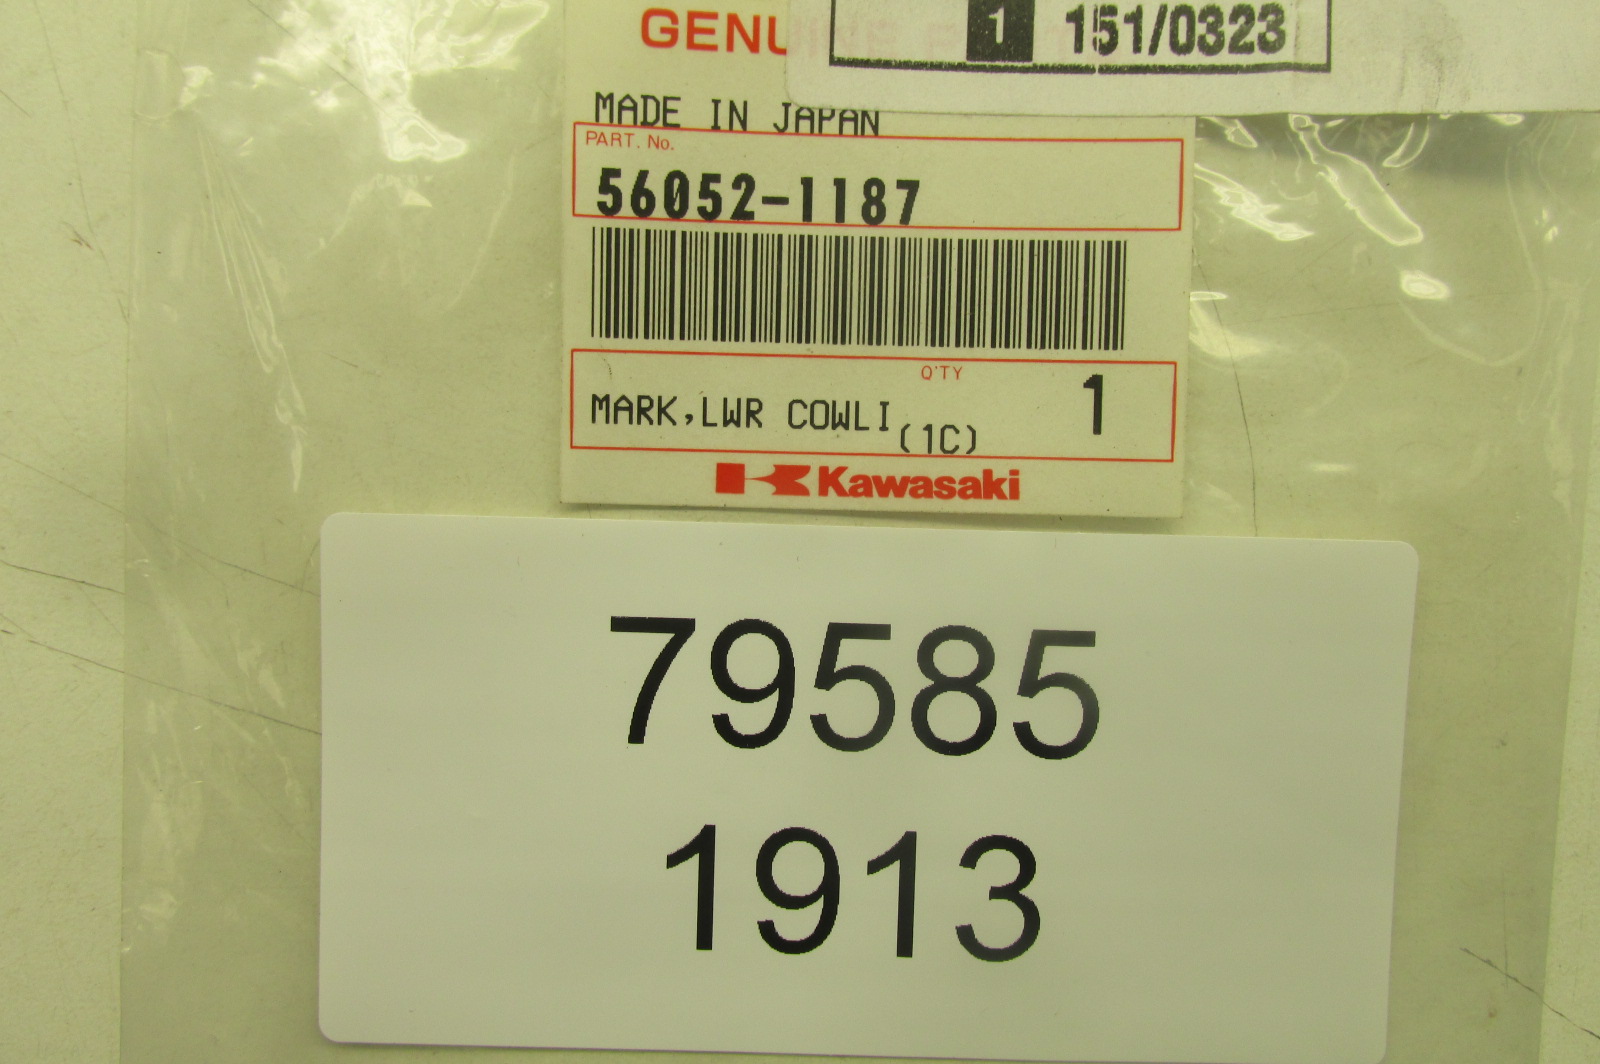 GENUINE P
1 151/0323
MADE IN JAPAN
PART. No.
56052-1187
Q'TY
MARK,LWR COWLI (1C) 1
Kawasaki
79585
1913